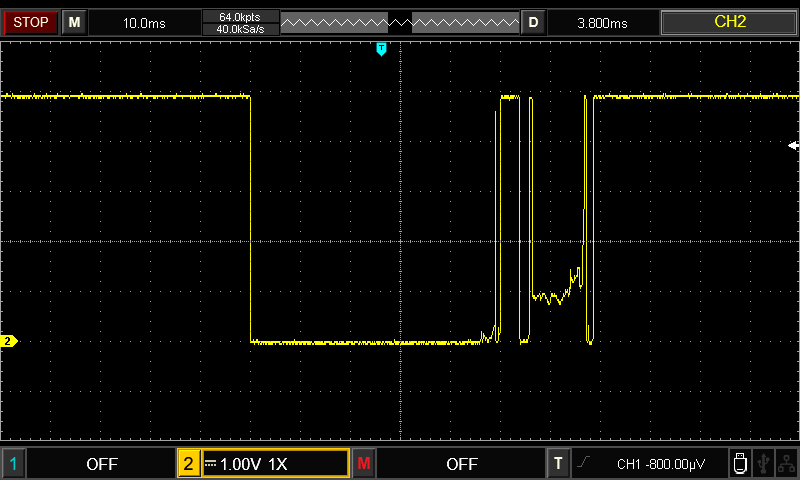 STOP
M
10.0ms
64.0kpts
40.0kSa/s
D
3.800ms
CH2
T
2
1
OFF
2
1.00V 1X
M
OFF
T
CH1 -800.00µV